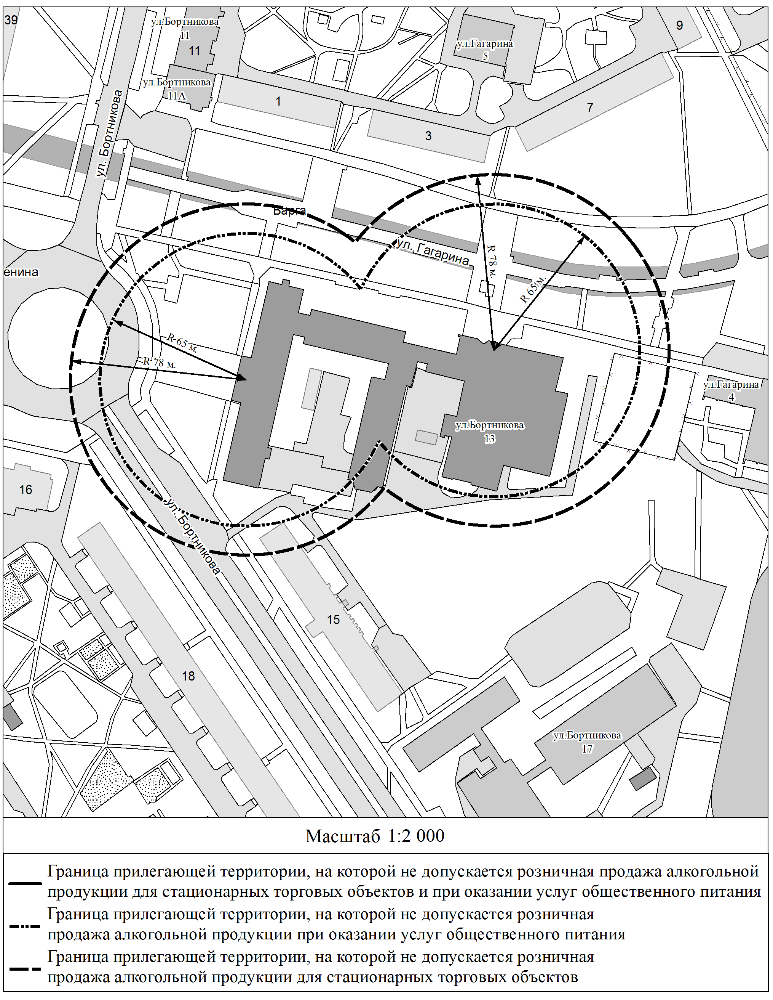 39
ул.Бортникова
11
11
ул.Гагарина
5
9
ул.Бортникова
11А
1
7
3
ул. Бортникова
Барга
ул. Гагарина
енина
R 78 м.
R 65 м.
R 65 м.
R 78 м.
ул.Гагарина
4
ул.Бортникова
13
16
ул. Бортникова
15
18
ул.Бортникова
17
Масштаб 1:2 000
Граница прилегающей территории, на которой не допускается розничная продажа алкогольной
продукции для стационарных торговых объектов и при оказании услуг общественного питания
Граница прилегающей территории, на которой не допускается розничная
продажа алкогольной продукции при оказании услуг общественного питания
Граница прилегающей территории, на которой не допускается розничная
продажа алкогольной продукции для стационарных торговых объектов